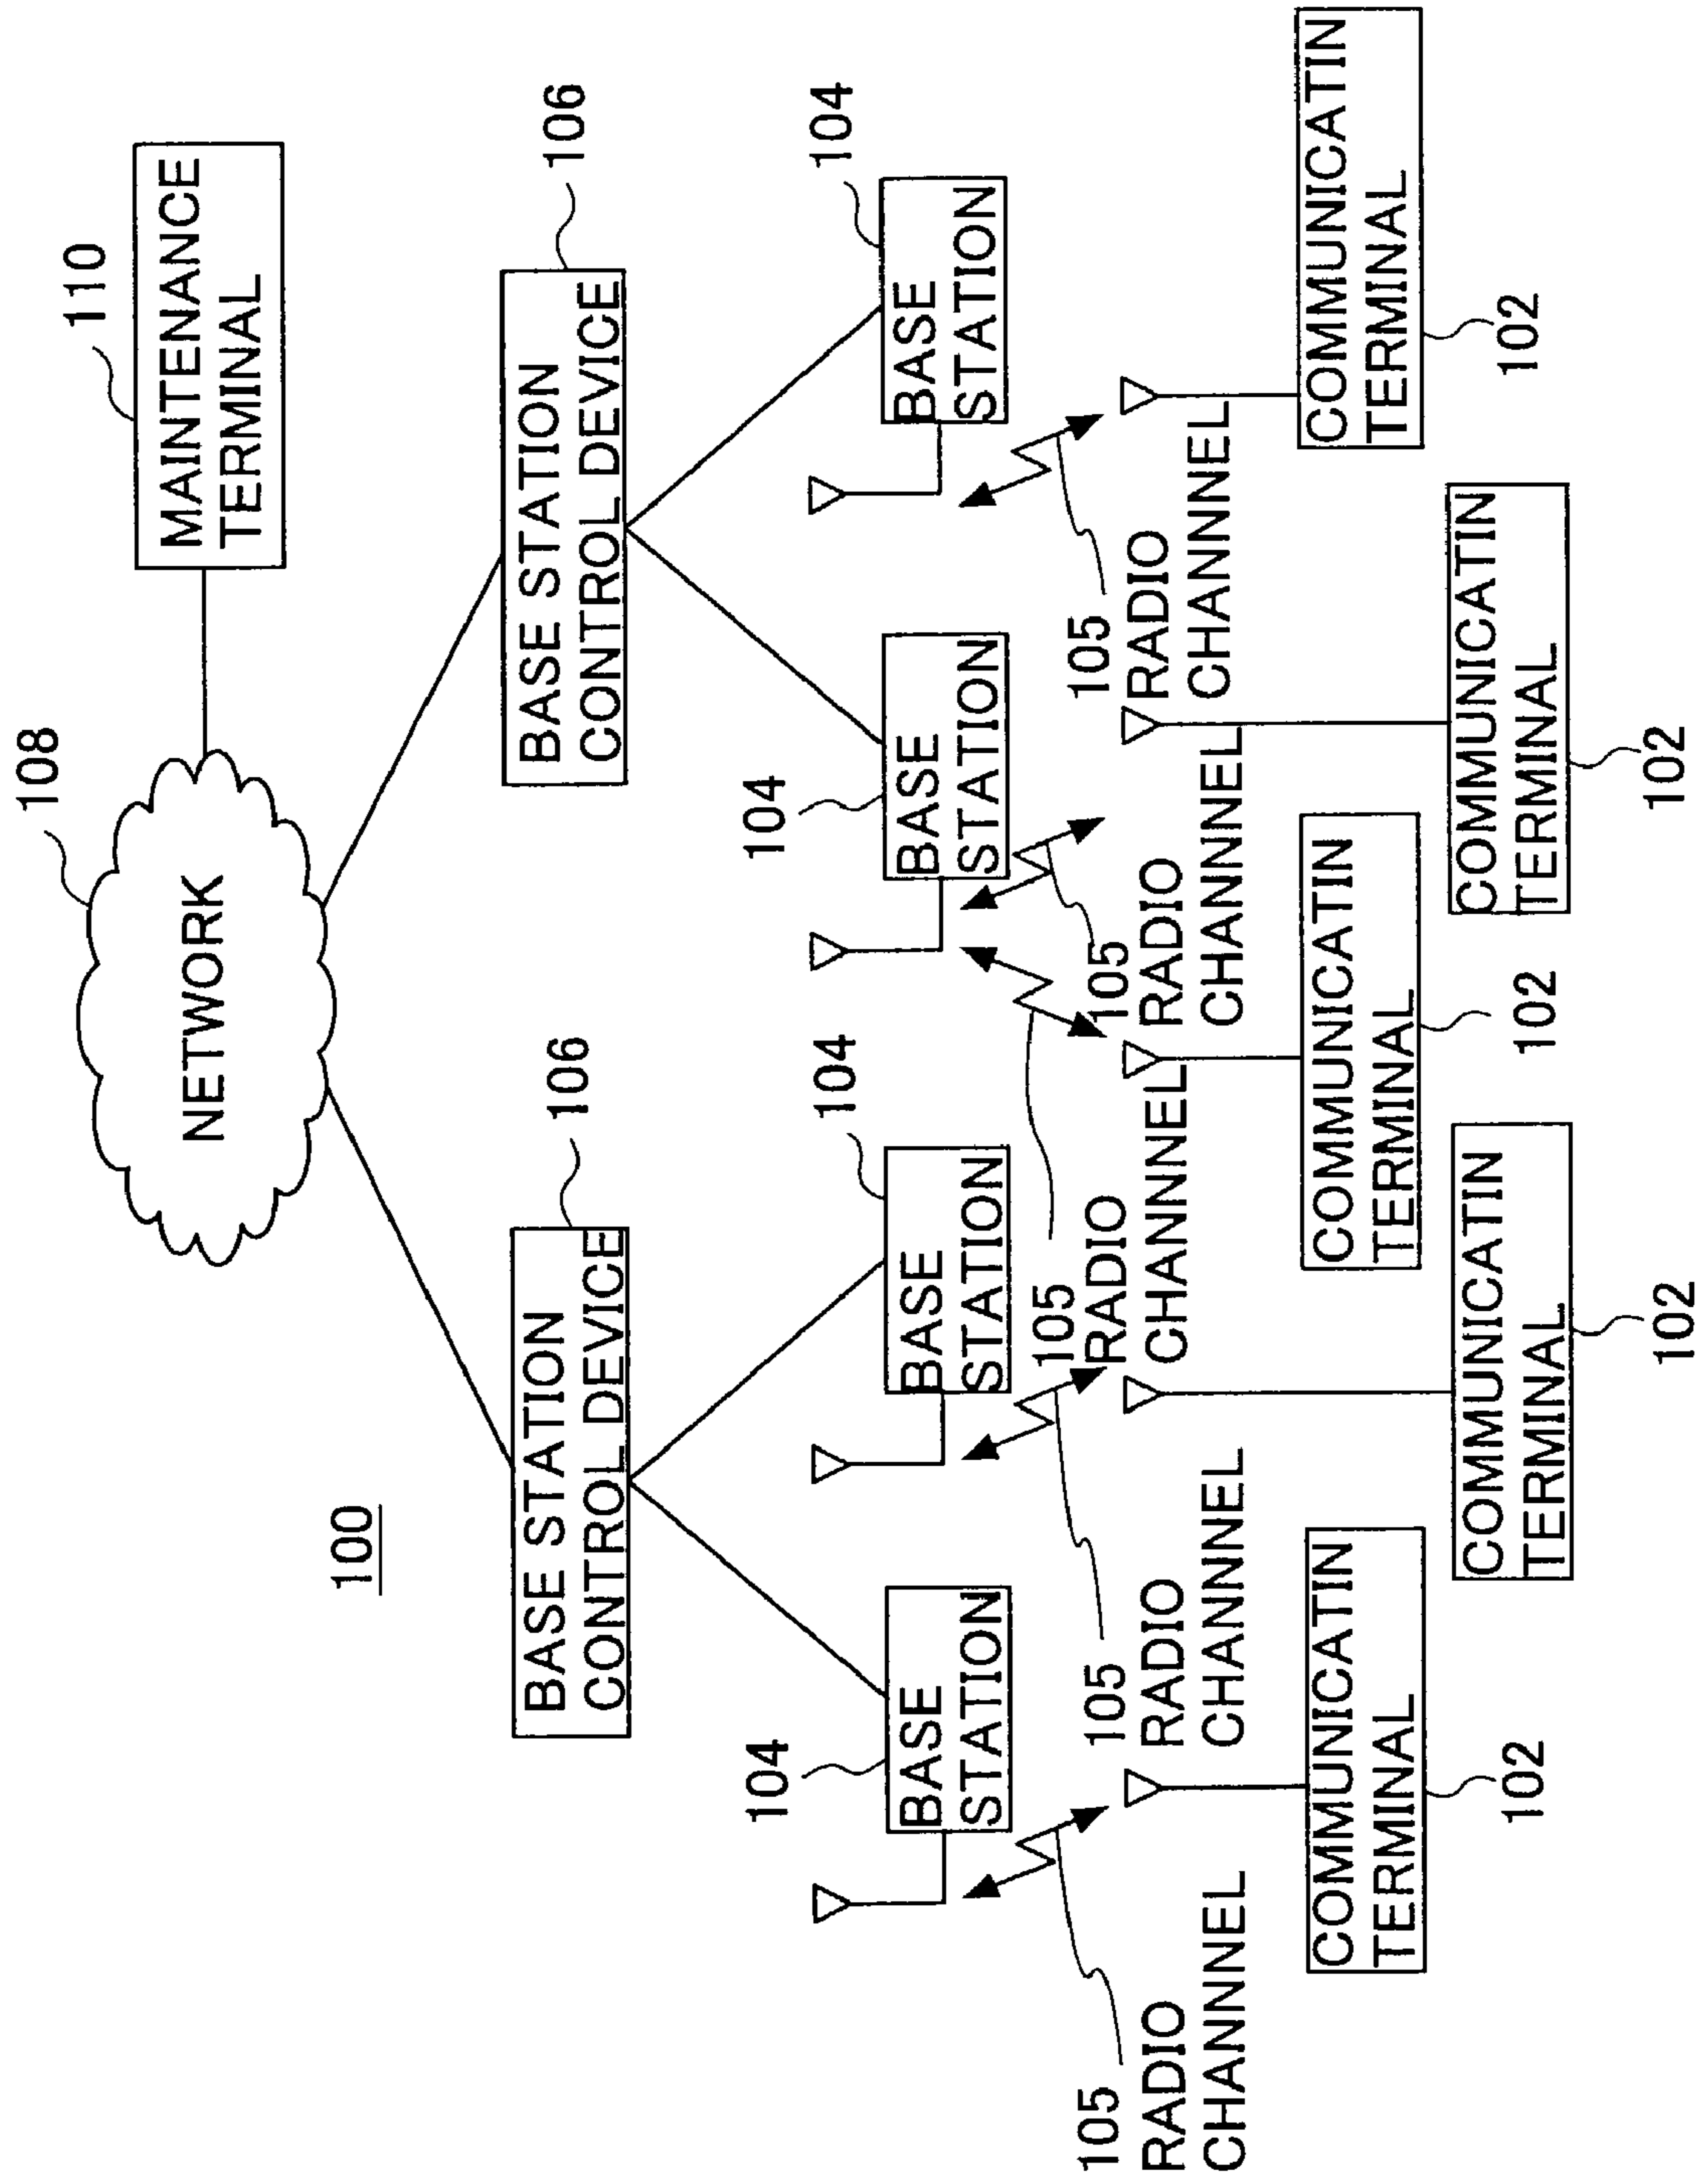 108
110
NETWORK
MAINTENANCE
TERMINAL
100
106
106
BASE STATION
CONTROL DEVICE
BASE STATION
CONTROL DEVICE
104
104
104
104
BASE
STATION
BASE
STATION
BASE
STATION
BASE
STATION
105
RADIO
CHANNNEL
105
RADIO
CHANNNEL
105
RADIO
CHANNNEL
105
RADIO
CHANNNEL
105
RADIO
CHANNNEL
COMMUNICATIN
TERMINAL
102
COMMUNICATIN
TERMINAL
102
COMMUNICATIN
TERMINAL
102
COMMUNICATIN
TERMINAL
102
COMMUNICATIN
TERMINAL
102